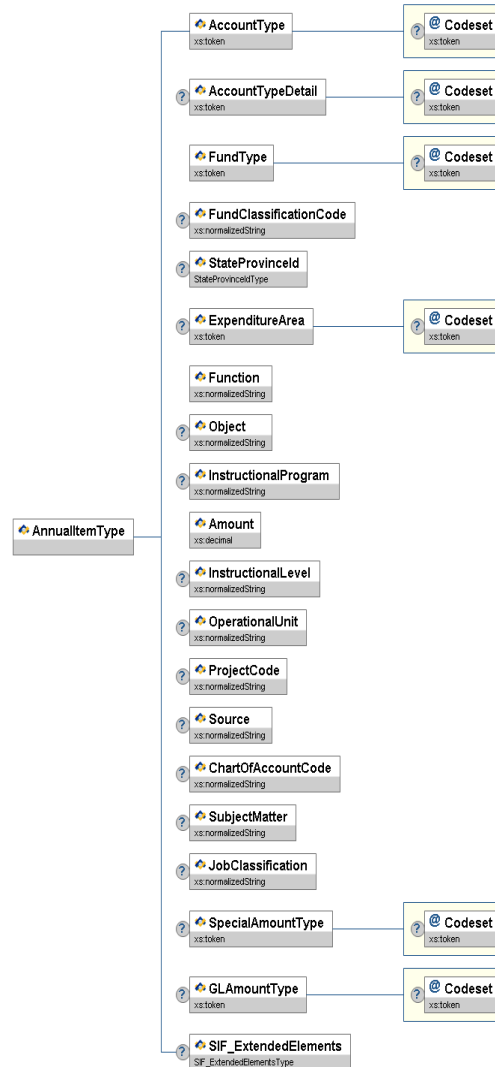 AccountType
xs:token
? @ Codeset
xs:token
? AccountTypeDetail
xs:token
? @ Codeset
xs:token
FundType
xs:token
? @ Codeset
xs:token
? FundClassificationCode
xs:normalizedString
? StateProvinceId
StateProvinceIdType
? ExpenditureArea
xs:token
? @ Codeset
xs:token
Function
xs:normalizedString
? Object
xs:normalizedString
? InstructionalProgram
xs:normalizedString
AnnualItemType
Amount
xs:decimal
? InstructionalLevel
xs:normalizedString
? OperationalUnit
xs:normalizedString
? ProjectCode
xs:normalizedString
? Source
xs:normalizedString
? ChartOfAccountCode
xs:normalizedString
? SubjectMatter
xs:normalizedString
? JobClassification
xs:normalizedString
? SpecialAmountType
xs:token
? @ Codeset
xs:token
? GLAmountType
xs:token
? @ Codeset
xs:token
? SIF_ExtendedElements
SIF_ExtendedElementsType